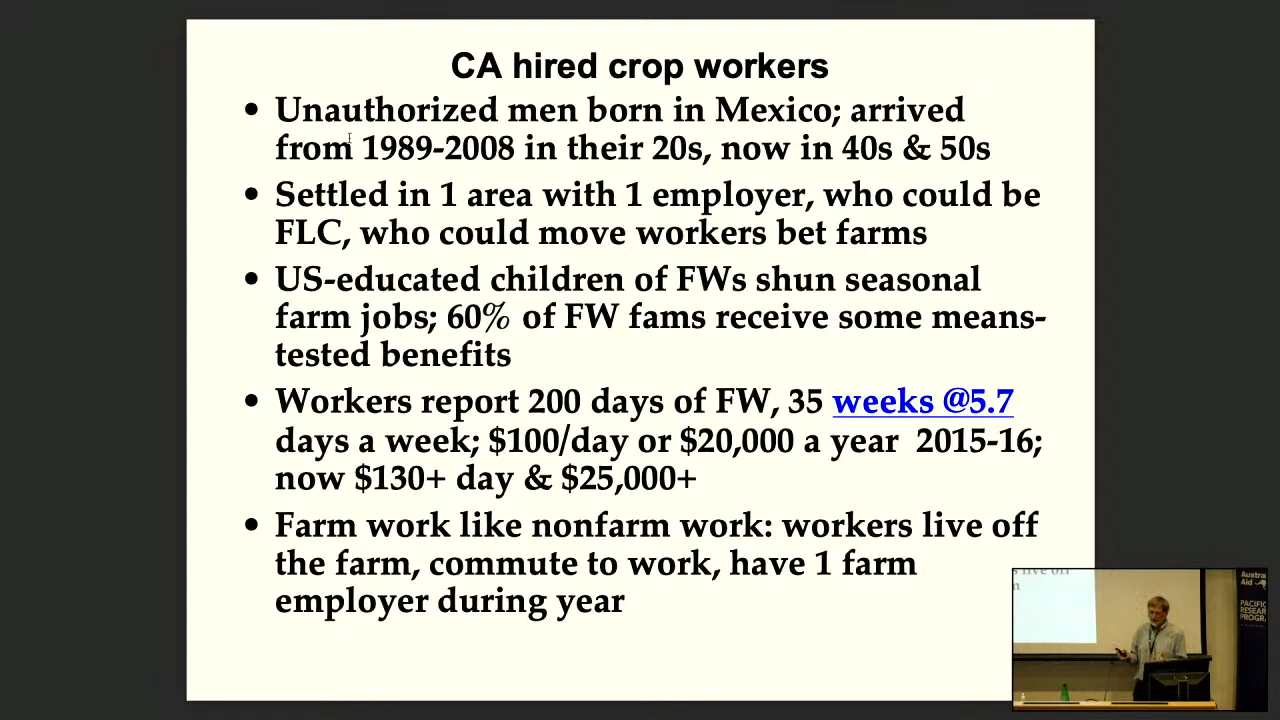 CA hired crop workers
• Unauthorized men born in Mexico; arrived
from 1989-2008 in their 20s, now in 40s & 50s
• Settled in 1 area with 1 employer, who could be
FLC, who could move workers bet farms
• US-educated children of FWs shun seasonal
farm jobs; 60% of FW fams receive some means-
tested benefits
• Workers report 200 days of FW, 35 weeks @5.7
days a week; $100/day or $20,000 a year 2015-16;
now $130+ day & $25,000+
• Farm work like nonfarm work: workers live off
the farm, commute to work, have 1 farm
employer during year
live off
Aid
PACIFIC